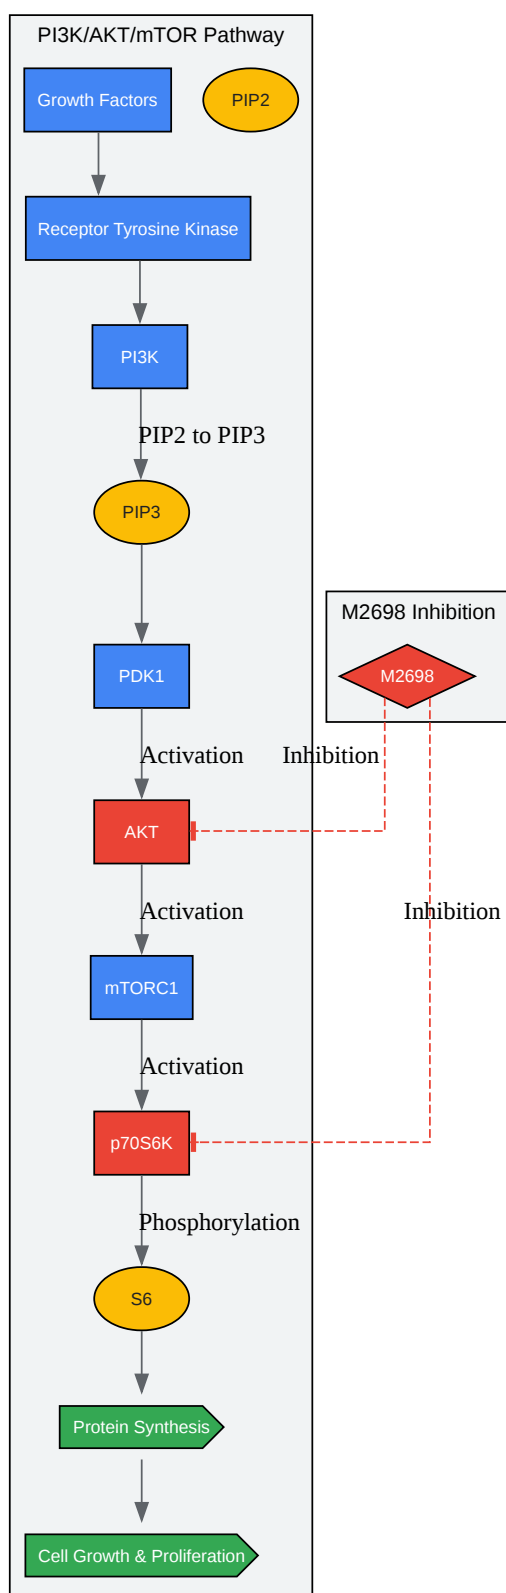 PI3K/AKT/mTOR Pathway
Growth Factors
PIP2
Receptor Tyrosine Kinase
PI3K
PIP2 to PIP3
PIP3
M2698 Inhibition
PDK1
M2698
Activation
Inhibition
AKT
Activation
Inhibition
mTORC1
Activation
p70S6K
Phosphorylation
S6
Protein Synthesis
Cell Growth & Proliferation